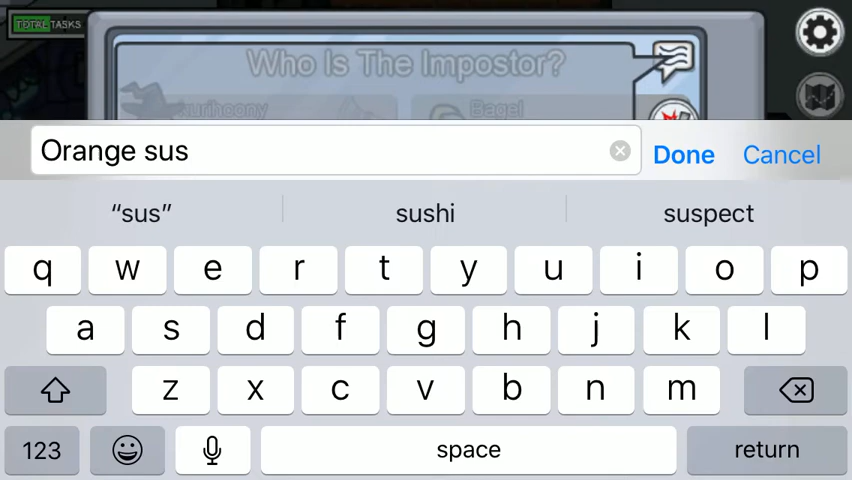 TOTAL TASKS
Who Is The Impostor?
Bagel
Orange sus
Done
Cancel
“sus”
sushi
suspect
q w e r t y u i o p
a s d f g h j k l
z x c v b n m
123
space
return